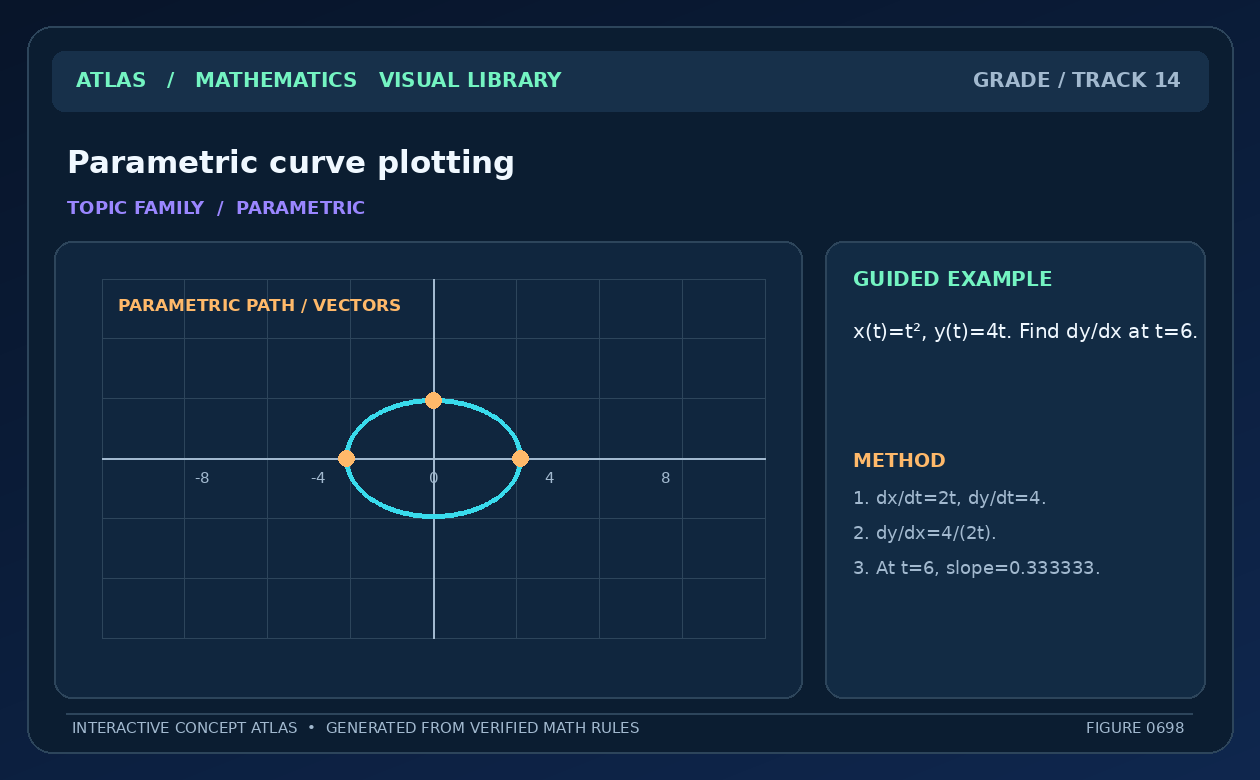 ATLAS / MATHEMATICS VISUAL LIBRARY
GRADE / TRACK 14
Parametric curve plotting
TOPIC FAMILY / PARAMETRIC
PARAMETRIC PATH / VECTORS
-8 -4 0 4 8
GUIDED EXAMPLE
x(t)=t², y(t)=4t. Find dy/dx at t=6.
METHOD
1. dx/dt=2t, dy/dt=4.
2. dy/dx=4/(2t).
3. At t=6, slope=0.333333.
INTERACTIVE CONCEPT ATLAS • GENERATED FROM VERIFIED MATH RULES
FIGURE 0698